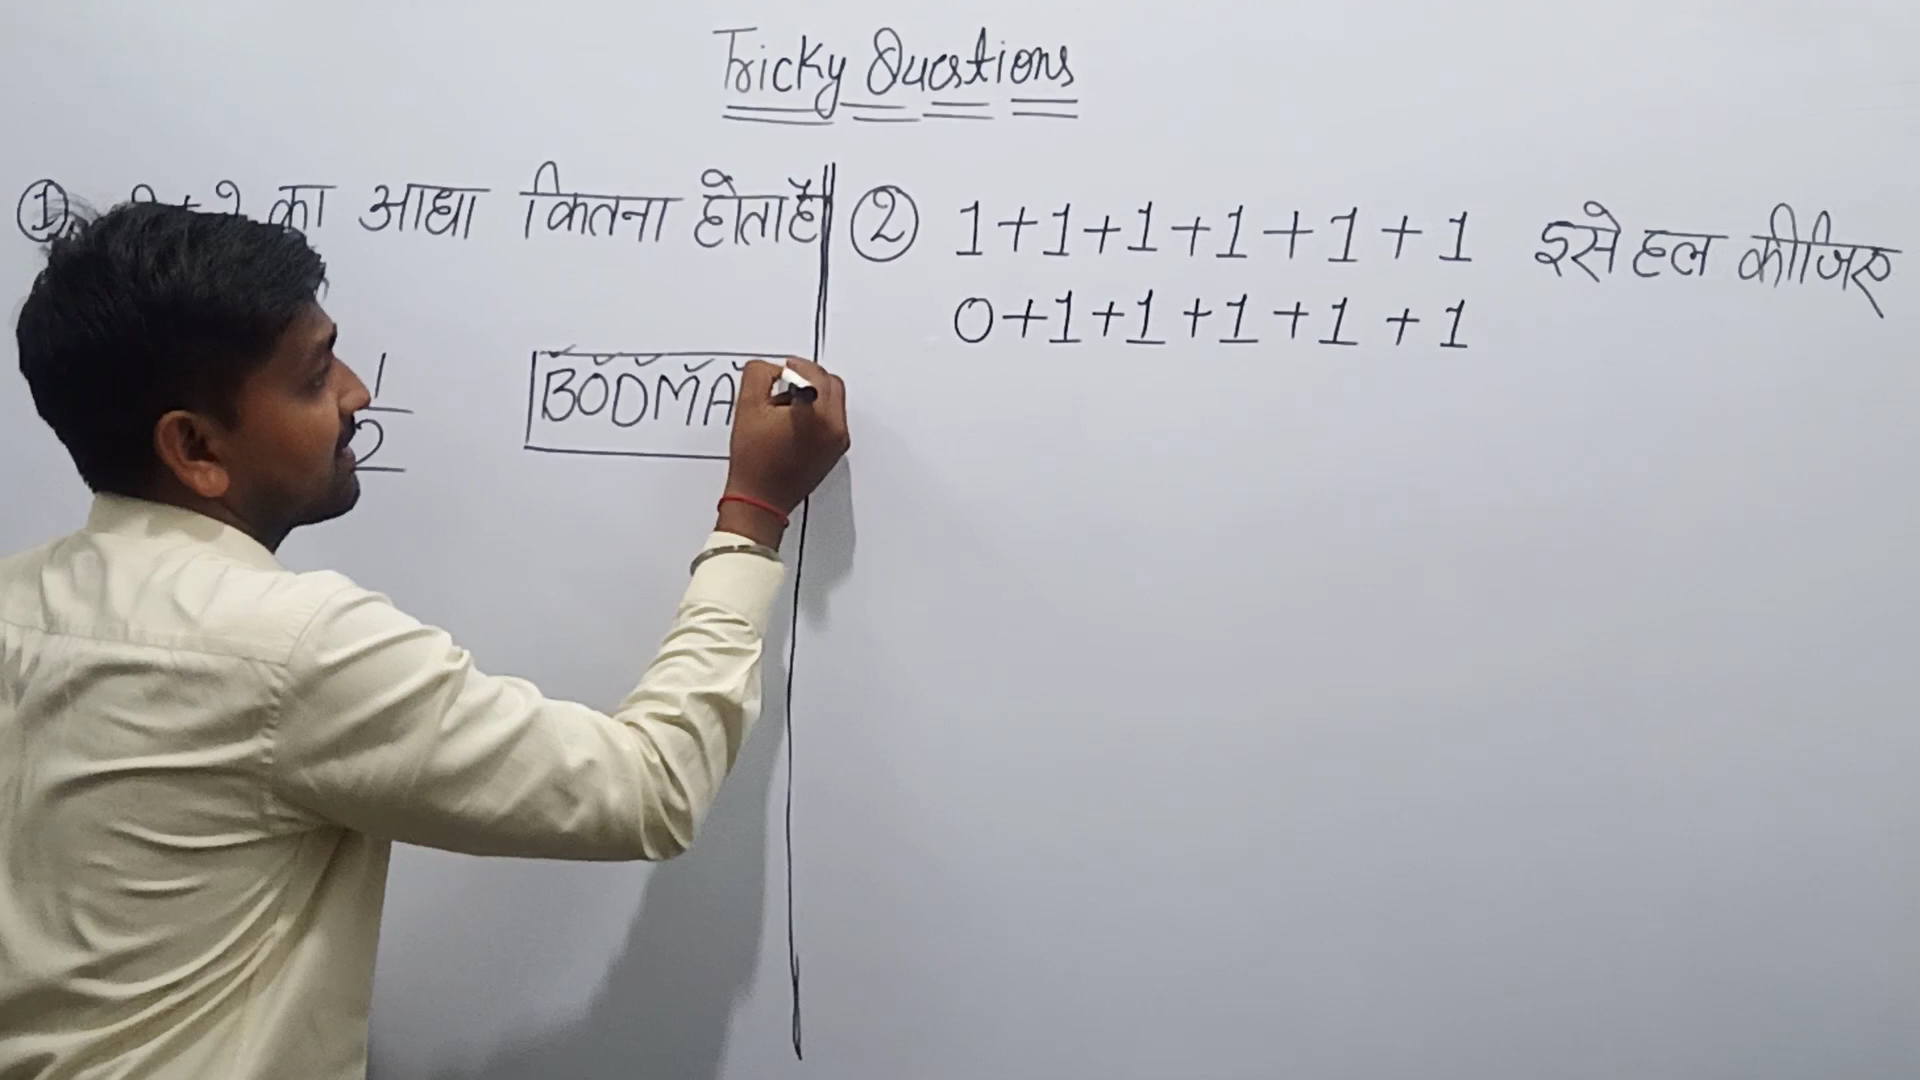 Tricky Questions
① का आधा कितना होता है
1
2
BODMA
② 1+1+1+1+1+1 इसे हल कीजिए
0+1+1+1+1+1